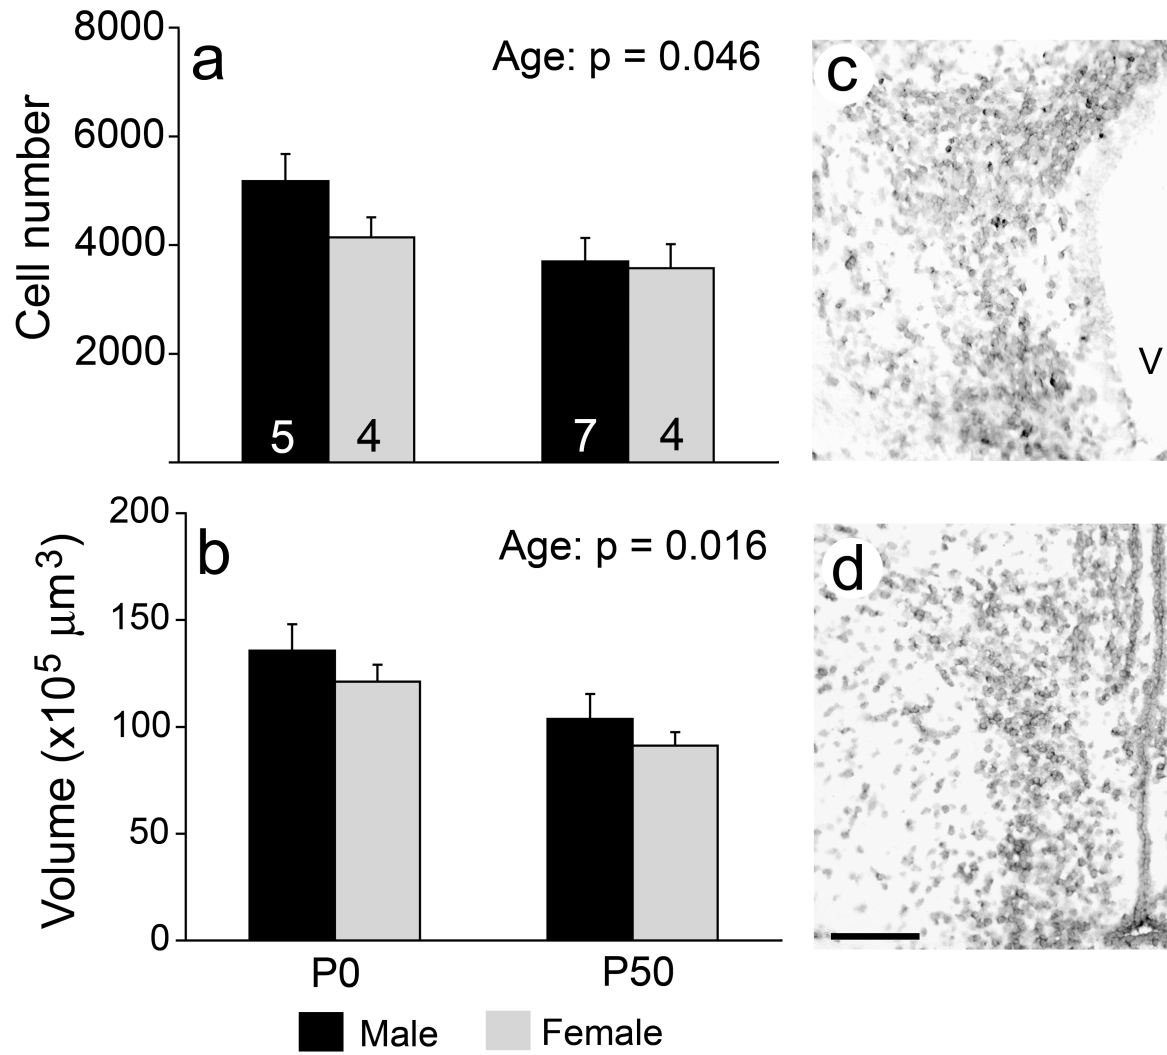 a
Age: p = 0.046
Cell number
8000
6000
4000
2000
5
4
7
4
b
Age: p = 0.016
Volume (x10⁵ μm³)
200
150
100
50
0
P0
P50
Male
Female
c
V
d